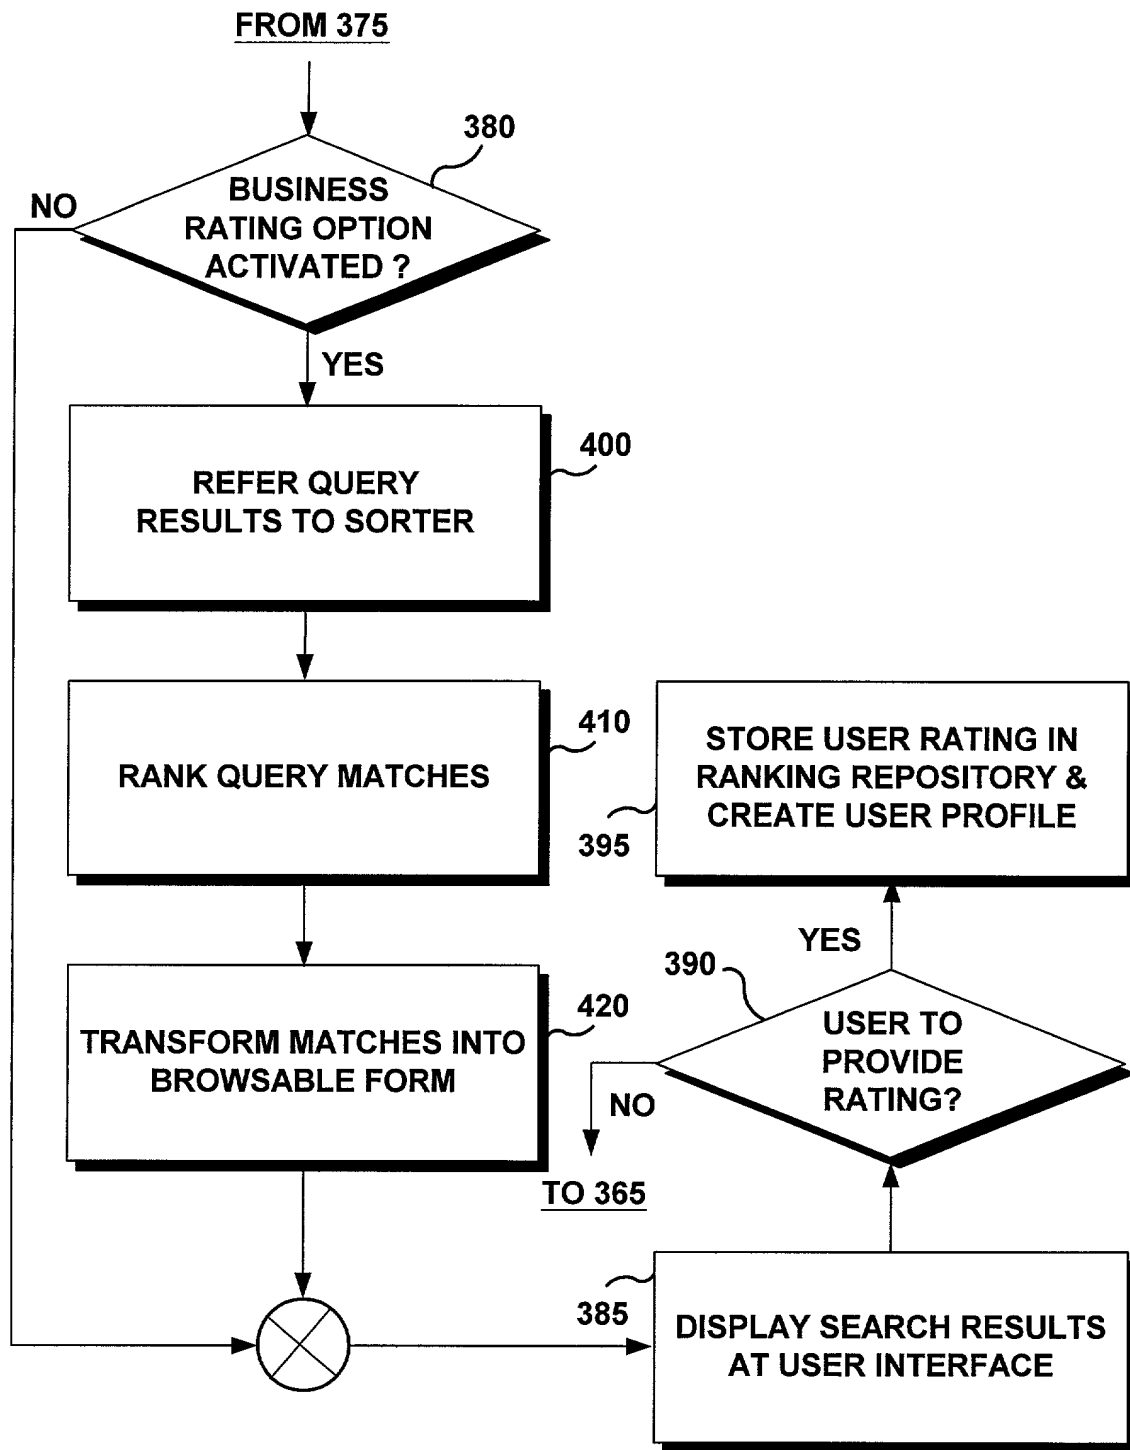 FROM 375
380
NO
BUSINESS
RATING OPTION
ACTIVATED ?
YES
400
REFER QUERY
RESULTS TO SORTER
410
RANK QUERY MATCHES
420
TRANSFORM MATCHES INTO
BROWSABLE FORM
385
DISPLAY SEARCH RESULTS
AT USER INTERFACE
390
USER TO
PROVIDE
RATING?
NO
TO 365
YES
395
STORE USER RATING IN
RANKING REPOSITORY &
CREATE USER PROFILE